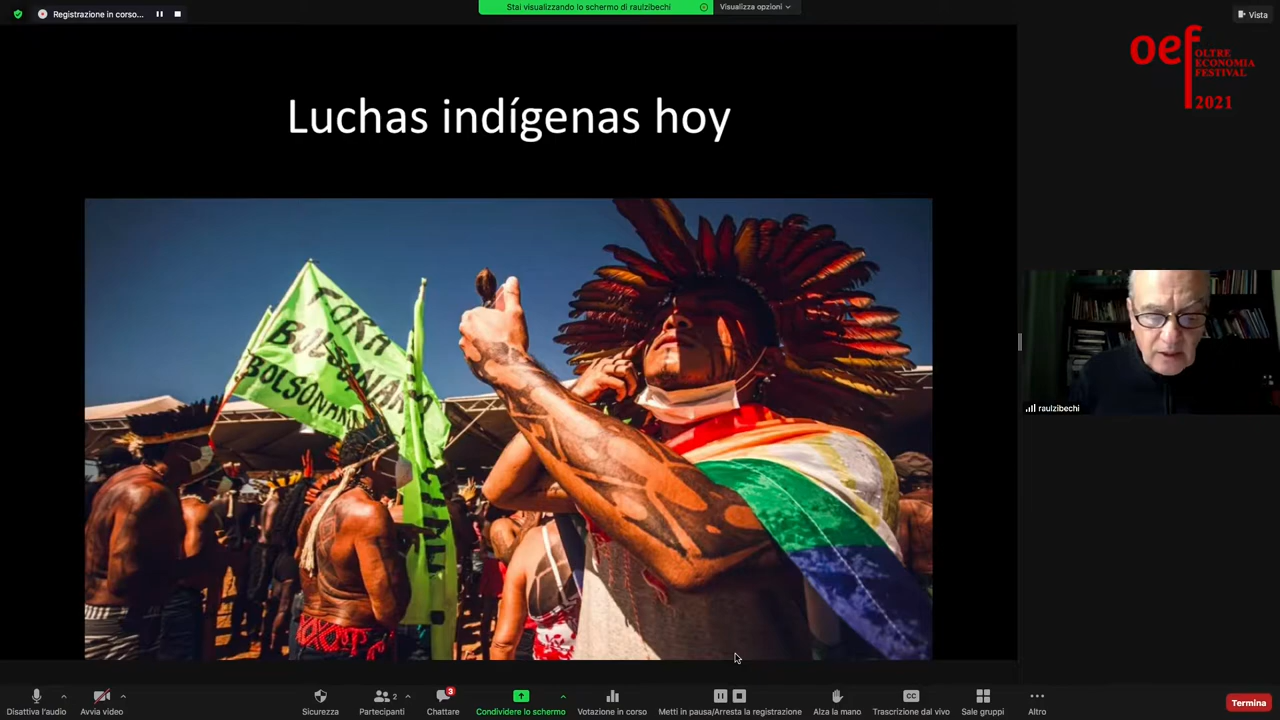 Registrazione in corso...
Stai visualizzando lo schermo di raulzibechi
Visualizza opzioni
Vista
oef
OLTRE
ECONOMIA
FESTIVAL
2021
Luchas indígenas hoy
FORA
BOLSONARO
raulzibechi
Disattiva l'audio
Avvia video
Sicurezza
Partecipanti
2
Chattare
3
Condividere lo schermo
Votazione in corso
Metti in pausa/Arresta la registrazione
Alza la mano
CC
Trascrizione dal vivo
Sale gruppi
Altro
Termina